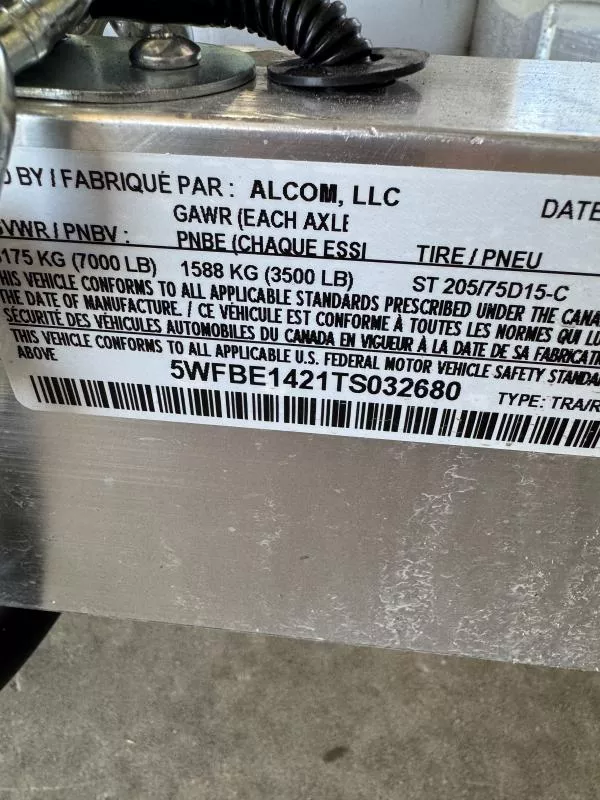 BY / FABRIQUÉ PAR : ALCOM, LLC
DATE
GVWR / PNBV :
GAWR (EACH AXLE
PNBE (CHAQUE ESSI
TIRE / PNEU
3175 KG (7000 LB)
1588 KG (3500 LB)
ST 205/75D15-C
THIS VEHICLE CONFORMS TO ALL APPLICABLE STANDARDS PRESCRIBED UNDER THE CANA
THE DATE OF MANUFACTURE. / CE VÉHICULE EST CONFORME À TOUTES LES NORMES QUI LU
SÉCURITÉ DES VÉHICULES AUTOMOBILES DU CANADA EN VIGUEUR À LA DATE DE SA FABRICATI
THIS VEHICLE CONFORMS TO ALL APPLICABLE U.S. FEDERAL MOTOR VEHICLE SAFETY STANDA
ABOVE
5WFBE1421TS032680
TYPE: TRA/R